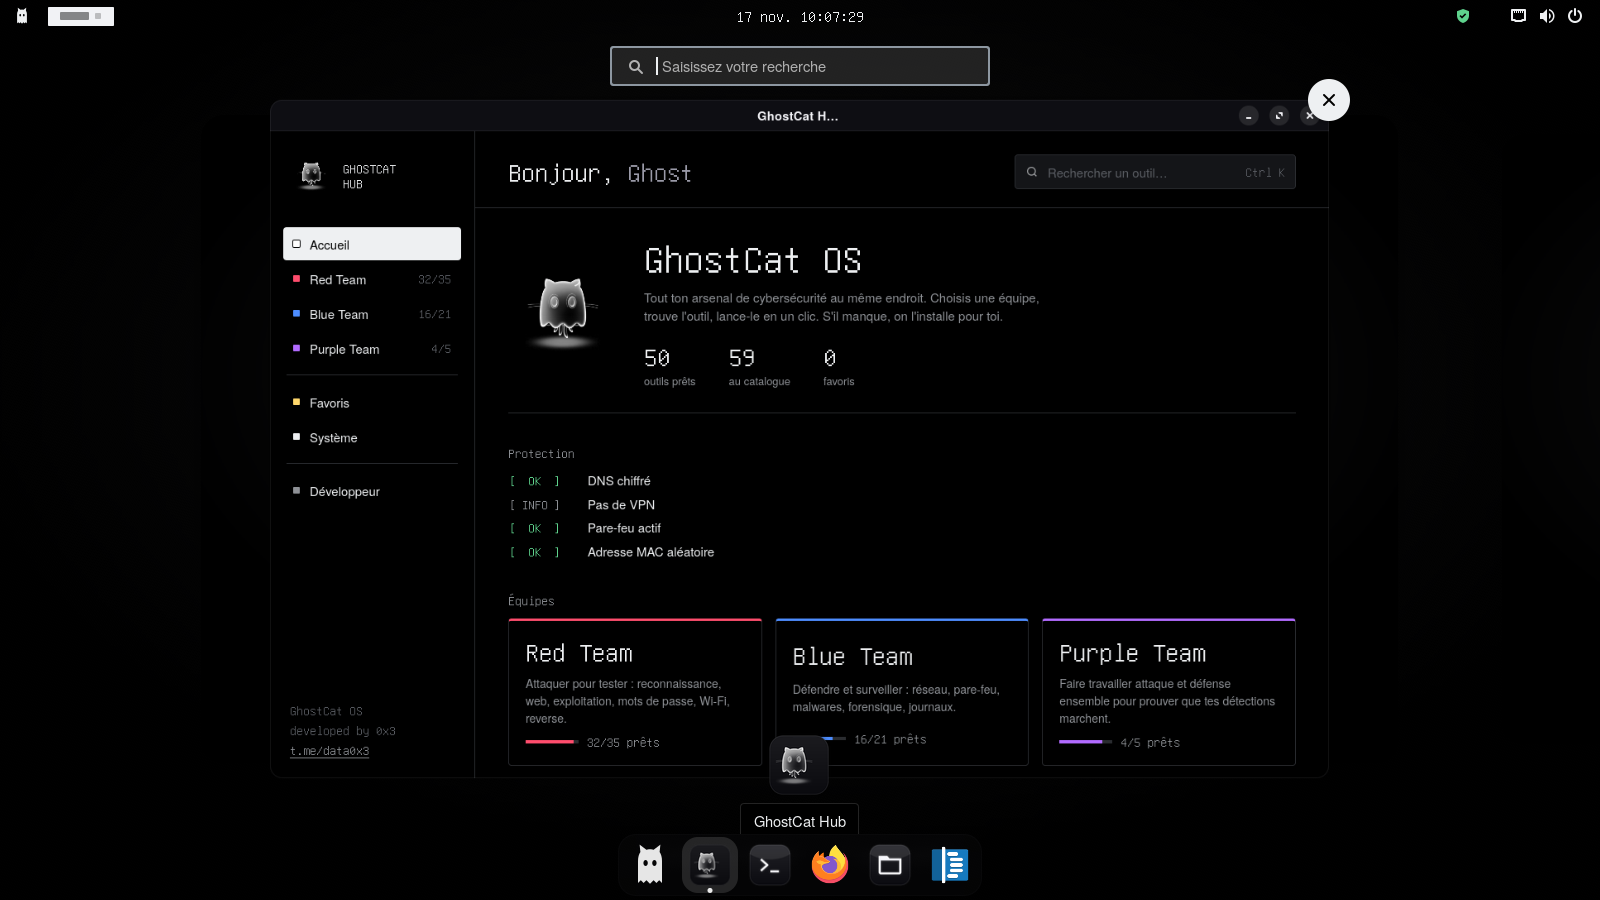 17 nov. 10:07:29
Saisissez votre recherche
GhostCat H...
GHOSTCAT
HUB
Accueil
Red Team 32/35
Blue Team 16/21
Purple Team 4/5
Favoris
Système
Développeur
GhostCat OS
developed by 0x3
t.me/data0x3
Bonjour, Ghost
Rechercher un outil... Ctrl K
GhostCat OS
Tout ton arsenal de cybersécurité au même endroit. Choisis une équipe,
trouve l'outil, lance-le en un clic. S'il manque, on l'installe pour toi.
50 59 0
outils prêts au catalogue favoris
Protection
[ OK ] DNS chiffré
[ INFO ] Pas de VPN
[ OK ] Pare-feu actif
[ OK ] Adresse MAC aléatoire
Équipes
Red Team
Attaquer pour tester : reconnaissance,
web, exploitation, mots de passe, Wi-Fi,
reverse.
32/35 prêts
Blue Team
Défendre et surveiller : réseau, pare-feu,
malwares, forensique, journaux.
16/21 prêts
Purple Team
Faire travailler attaque et défense
ensemble pour prouver que tes détections
marchent.
4/5 prêts
GhostCat Hub